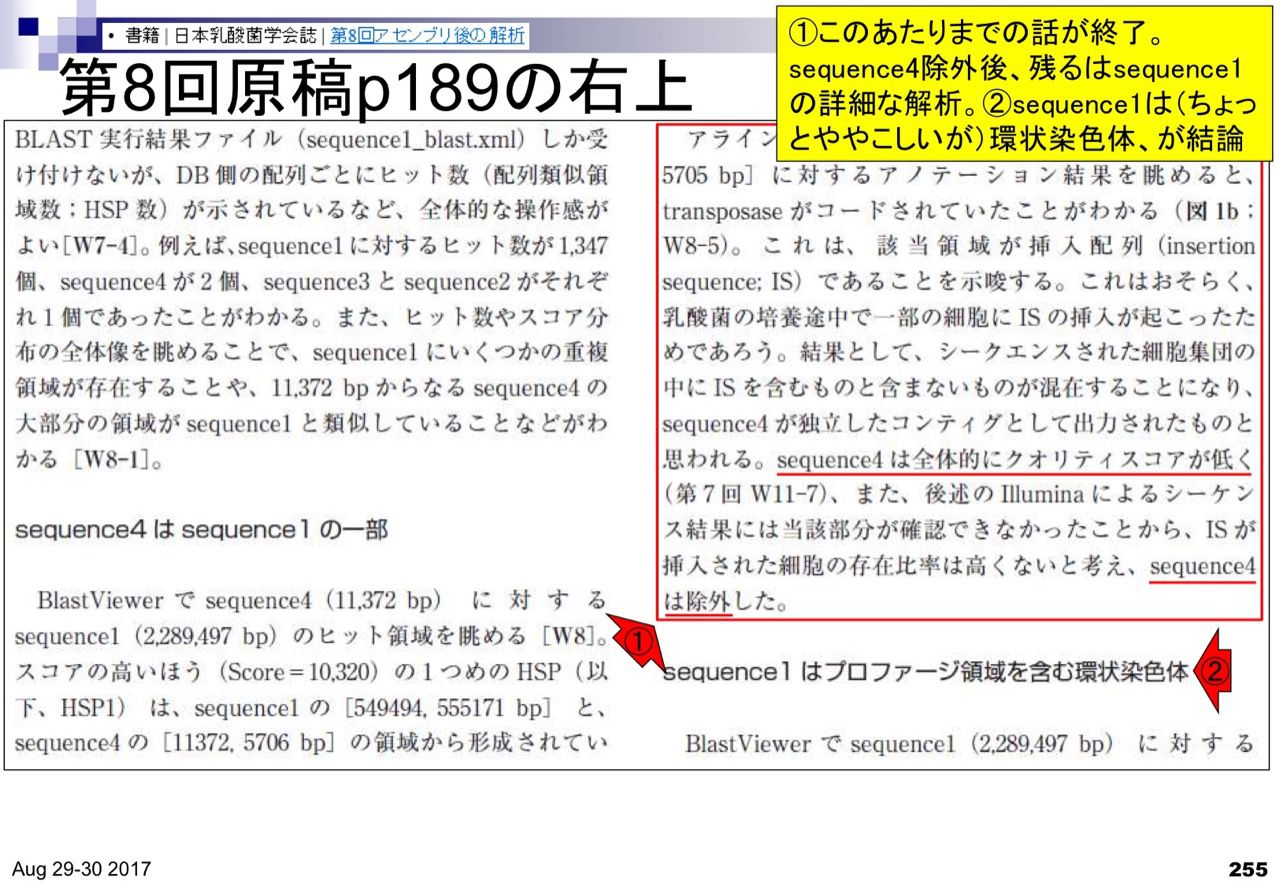 • 書籍 | 日本乳酸菌学会誌 | 第8回アセンブリ後の解析
第8回原稿p189の右上
①このあたりまでの話が終了。
sequence4除外後、残るはsequence1
の詳細な解析。②sequence1は(ちょっ
とややこしいが)環状染色体、が結論
BLAST 実行結果ファイル（sequence1_blast.xml）しか受
け付けないが、DB 側の配列ごとにヒット数（配列類似領
域数；HSP 数）が示されているなど、全体的な操作感が
よい[W7-4]。例えば、sequence1に対するヒット数が1,347
個、sequence4 が 2 個、sequence3 と sequence2 がそれぞ
れ 1 個であったことがわかる。また、ヒット数やスコア分
布の全体像を眺めることで、sequence1 にいくつかの重複
領域が存在することや、11,372 bp からなる sequence4 の
大部分の領域が sequence1 と類似していることなどがわ
かる［W8-1］。
sequence4 は sequence1 の一部
BlastViewer で sequence4（11,372 bp） に 対 す る
sequence1（2,289,497 bp）のヒット領域を眺める［W8］。
スコアの高いほう（Score＝10,320）の 1 つめの HSP（以
下、HSP1） は、sequence1 の［549494, 555171 bp］ と、
sequence4 の［11372, 5706 bp］の領域から形成されてい
アライン
5705 bp］に対するアノテーション結果を眺めると、
transposase がコードされていたことがわかる（図 1b；
W8-5）。これは、該当領域が挿入配列（insertion
sequence; IS）であることを示唆する。これはおそらく、
乳酸菌の培養途中で一部の細胞に IS の挿入が起こったた
めであろう。結果として、シークエンスされた細胞集団の
中に IS を含むものと含まないものが混在することになり、
sequence4 が独立したコンティグとして出力されたものと
思われる。sequence4 は全体的にクオリティスコアが低く
（第 7 回 W11-7）、また、後述の Illumina によるシーケン
ス結果には当該部分が確認できなかったことから、IS が
挿入された細胞の存在比率は高くないと考え、sequence4
は除外した。
①
sequence1 はプロファージ領域を含む環状染色体
②
BlastViewer で sequence1（2,289,497 bp） に 対 す る
Aug 29-30 2017
255